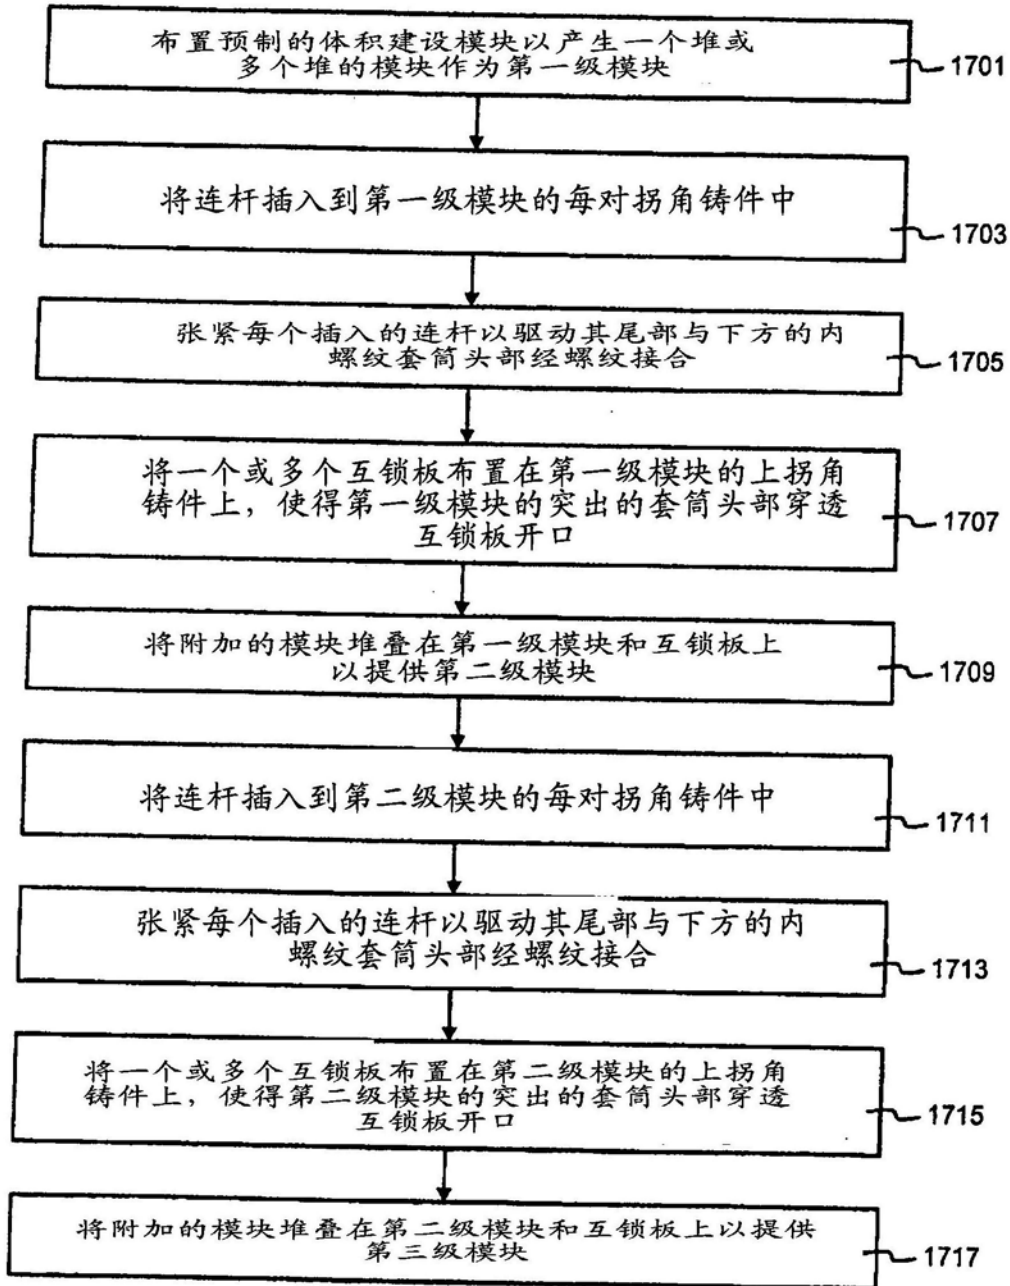 布置预制的体积建设模块以产生一个堆或
多个堆的模块作为第一级模块
1701
将连杆插入到第一级模块的每对拐角铸件中
1703
张紧每个插入的连杆以驱动其尾部与下方的内
螺纹套筒头部经螺纹接合
1705
将一个或多个互锁板布置在第一级模块的上拐角
铸件上，使得第一级模块的突出的套筒头部穿透
互锁板开口
1707
将附加的模块堆叠在第一级模块和互锁板上
以提供第二级模块
1709
将连杆插入到第二级模块的每对拐角铸件中
1711
张紧每个插入的连杆以驱动其尾部与下方的内
螺纹套筒头部经螺纹接合
1713
将一个或多个互锁板布置在第二级模块的上拐角
铸件上，使得第二级模块的突出的套筒头部穿透
互锁板开口
1715
将附加的模块堆叠在第二级模块和互锁板上以提供
第三级模块
1717